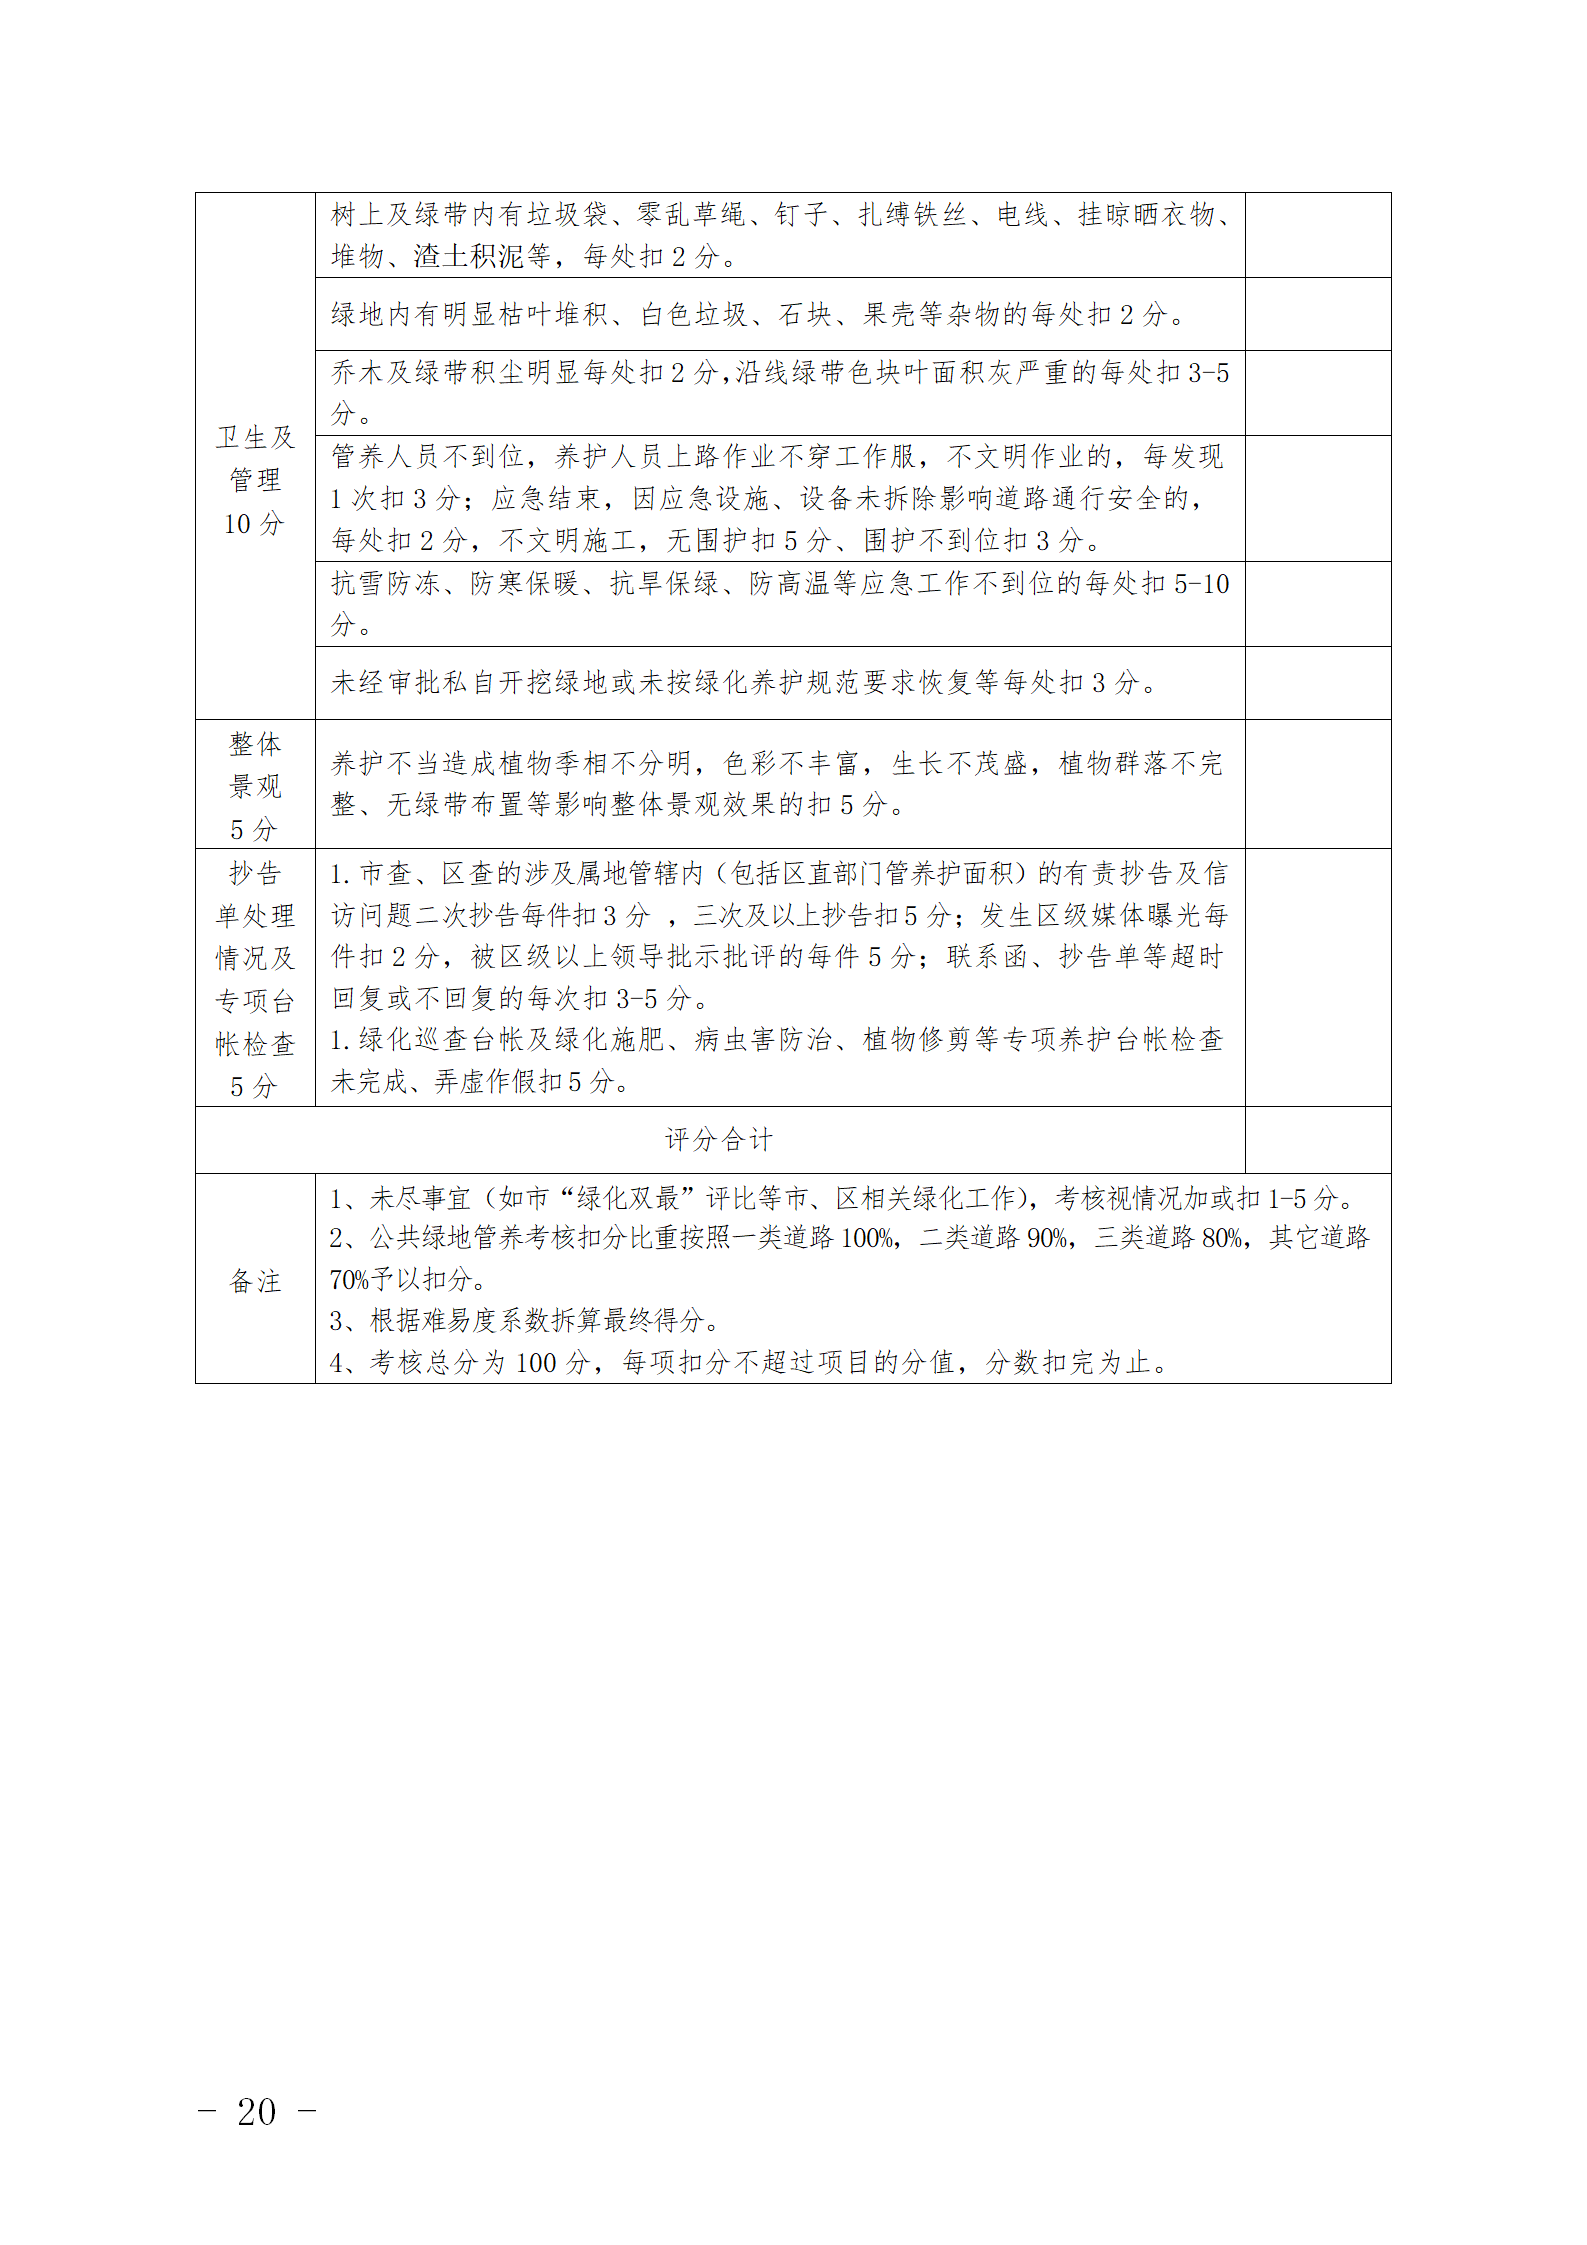 树上及绿带内有垃圾袋、零乱草绳、钉子、扎缚铁丝、电线、挂晾晒衣物、
堆物、渣土积泥等，每处扣 2 分。
绿地内有明显枯叶堆积、白色垃圾、石块、果壳等杂物的每处扣 2 分。
乔木及绿带积尘明显每处扣 2 分,沿线绿带色块叶面积灰严重的每处扣 3-5
分。
卫生及
管理
10 分
管养人员不到位，养护人员上路作业不穿工作服，不文明作业的，每发现
1 次扣 3 分；应急结束，因应急设施、设备未拆除影响道路通行安全的，
每处扣 2 分，不文明施工，无围护扣 5 分、围护不到位扣 3 分。
抗雪防冻、防寒保暖、抗旱保绿、防高温等应急工作不到位的每处扣 5-10
分。
未经审批私自开挖绿地或未按绿化养护规范要求恢复等每处扣 3 分。
整体
景观
5 分
养护不当造成植物季相不分明，色彩不丰富，生长不茂盛，植物群落不完
整、无绿带布置等影响整体景观效果的扣 5 分。
抄告
单处理
情况及
专项台
帐检查
5 分
1.市查、区查的涉及属地管辖内（包括区直部门管养护面积）的有责抄告及信
访问题二次抄告每件扣 3 分 ，三次及以上抄告扣 5 分；发生区级媒体曝光每
件扣 2 分，被区级以上领导批示批评的每件 5 分；联系函、抄告单等超时
回复或不回复的每次扣 3-5 分。
1.绿化巡查台帐及绿化施肥、病虫害防治、植物修剪等专项养护台帐检查
未完成、弄虚作假扣 5 分。
评分合计
备注
1、未尽事宜（如市“绿化双最”评比等市、区相关绿化工作），考核视情况加或扣 1-5 分。
2、公共绿地管养考核扣分比重按照一类道路 100%，二类道路 90%，三类道路 80%，其它道路
70%予以扣分。
3、根据难易度系数拆算最终得分。
4、考核总分为 100 分，每项扣分不超过项目的分值，分数扣完为止。
- 20 -